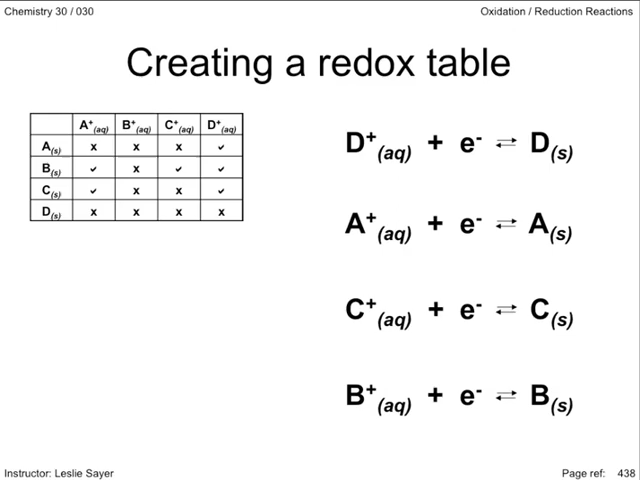 Chemistry 30 / 030 Oxidation / Reduction Reactions
Creating a redox table
A⁺(aq) B⁺(aq) C⁺(aq) D⁺(aq)
A(s) x x x ✓
B(s) ✓ x ✓ ✓
C(s) ✓ x x ✓
D(s) x x x x
D⁺(aq) + e⁻ ⇌ D(s)
A⁺(aq) + e⁻ ⇌ A(s)
C⁺(aq) + e⁻ ⇌ C(s)
B⁺(aq) + e⁻ ⇌ B(s)
Instructor: Leslie Sayer Page ref: 438